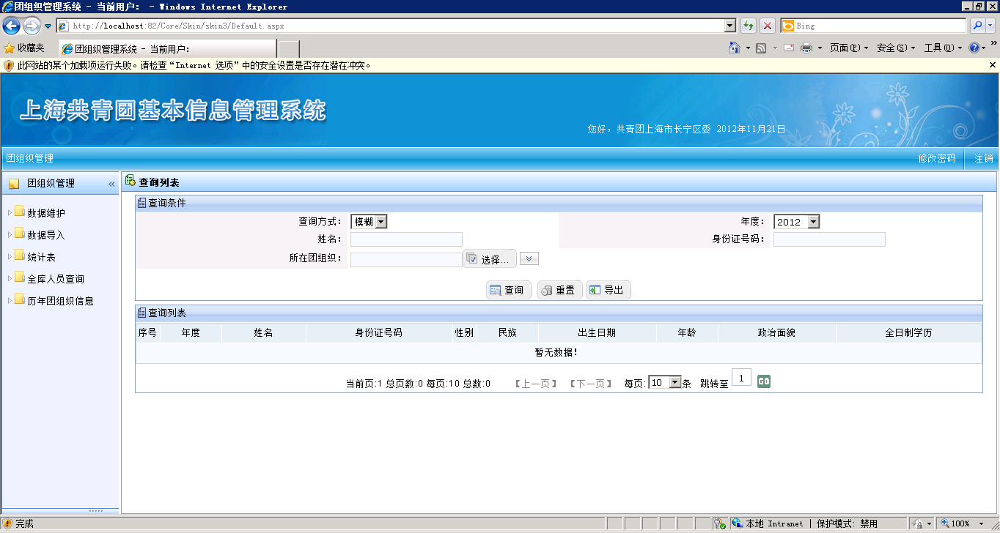 团组织管理系统 - 当前用户: - Windows Internet Explorer
http://localhost:82/Core/Skin/skin3/Default.aspx
Bing
收藏夹
团组织管理系统 - 当前用户:
页面(P)
安全(S)
工具(O)
此网站的某个加载项运行失败。请检查“Internet 选项”中的安全设置是否存在潜在冲突。
上海共青团基本信息管理系统
您好，共青团上海市长宁区委 2012年11月21日
团组织管理
修改密码
注销
团组织管理
«
查询列表
数据维护
数据导入
统计表
全库人员查询
历年团组织信息
查询条件
查询方式: 模糊 年度: 2012
姓名: 身份证号码:
所在团组织: 选择...
查询 重置 导出
查询列表
序号 年度 姓名 身份证号码 性别 民族 出生日期 年龄 政治面貌 全日制学历
暂无数据!
当前页:1 总页数:0 每页:10 总数:0 【上一页】 【下一页】 每页: 10 条 跳转至 1 GO
完成
本地 Intranet | 保护模式: 禁用
100%